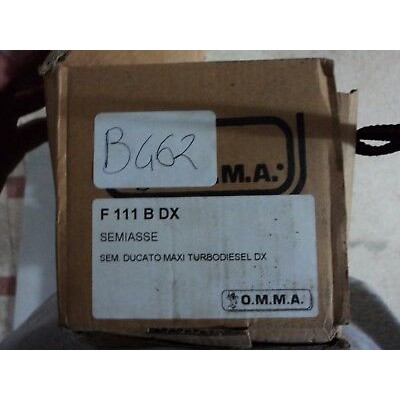 B462
.M.A.
F 111 B DX
SEMIASSE
SEM. DUCATO MAXI TURBODIESEL DX
O.M.M.A.